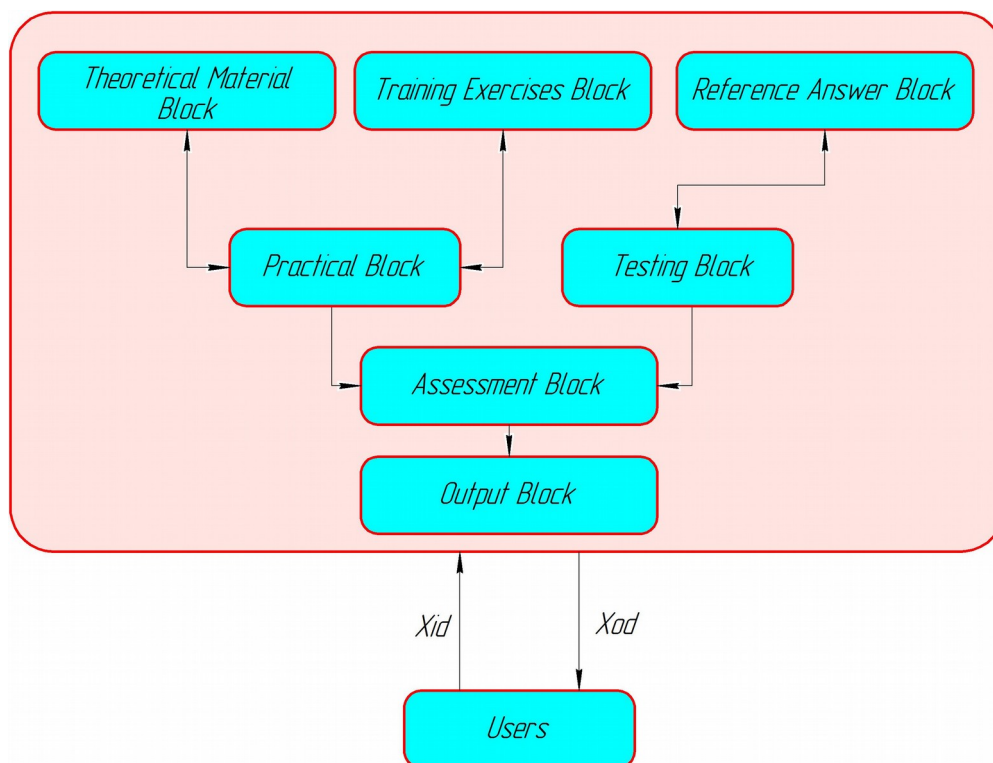 Theoretical Material
Block
Training Exercises Block
Reference Answer Block
Practical Block
Testing Block
Assessment Block
Output Block
Xid
Xod
Users